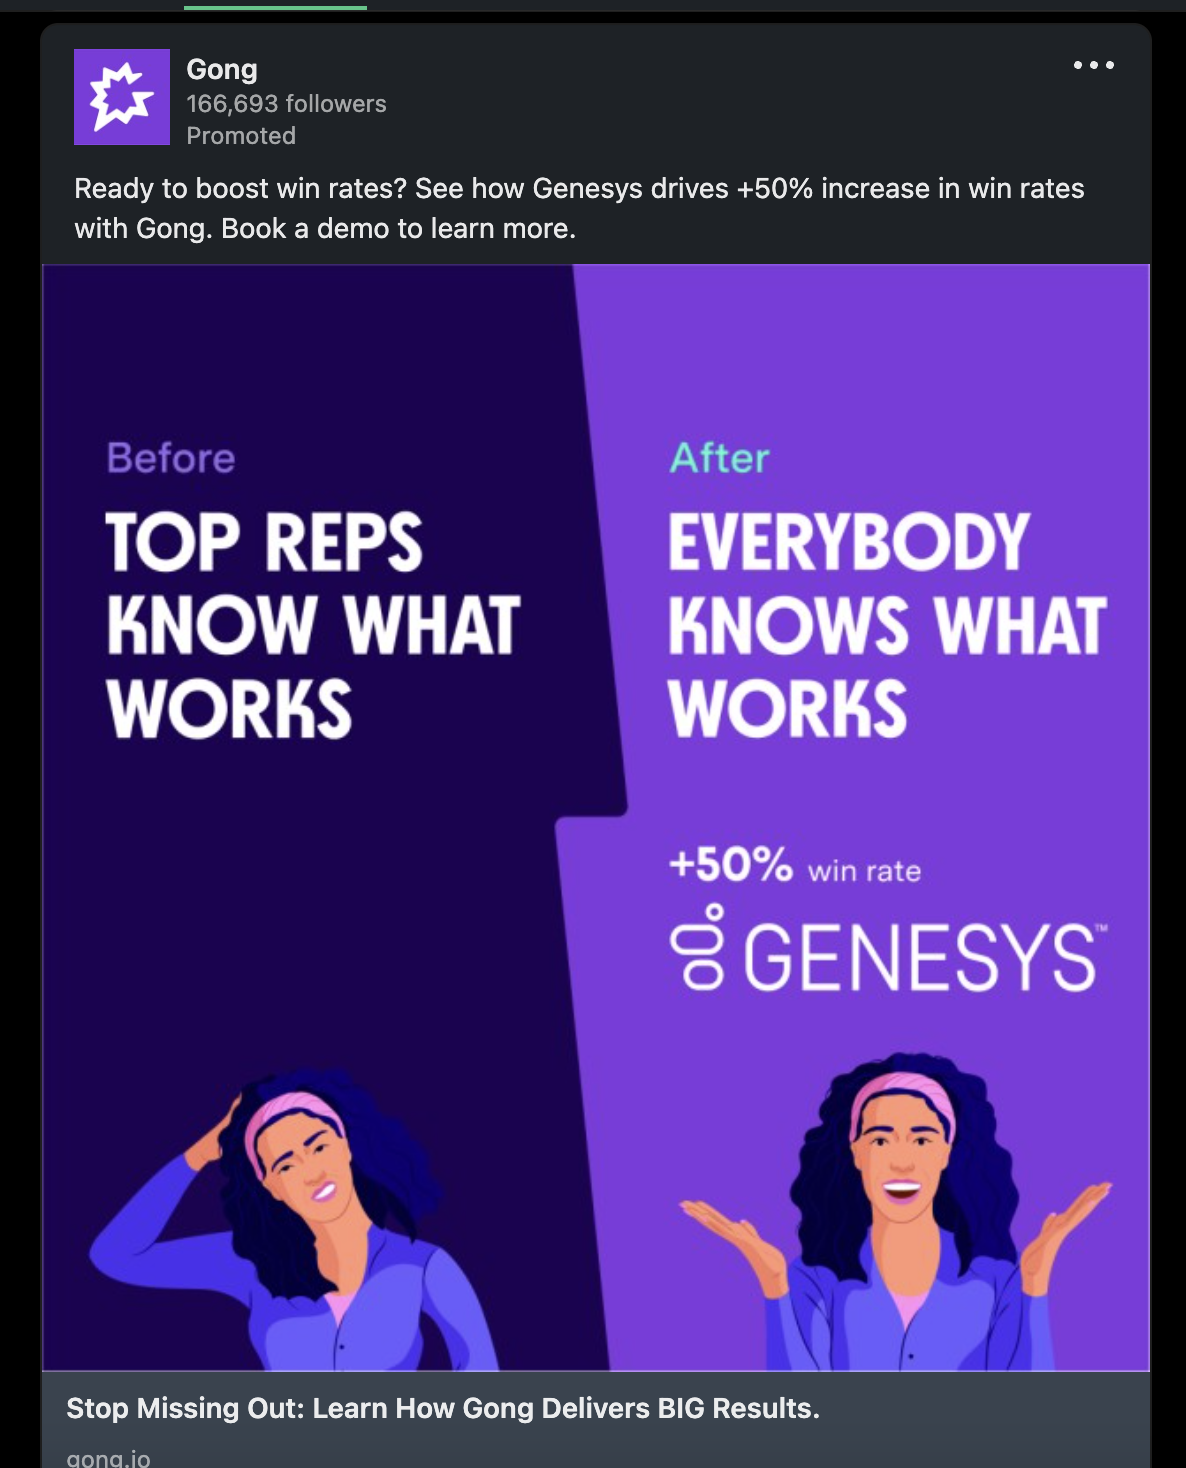 Gong
166,693 followers
Promoted
Ready to boost win rates? See how Genesys drives +50% increase in win rates
with Gong. Book a demo to learn more.
Before
TOP REPS
KNOW WHAT
WORKS
After
EVERYBODY
KNOWS WHAT
WORKS
+50% win rate
GENESYS™
Stop Missing Out: Learn How Gong Delivers BIG Results.
gong.io